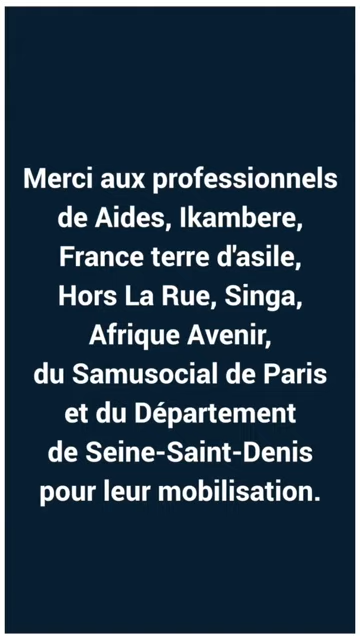 Merci aux professionnels
de Aides, Ikambere,
France terre d'asile,
Hors La Rue, Singa,
Afrique Avenir,
du Samusocial de Paris
et du Département
de Seine-Saint-Denis
pour leur mobilisation.